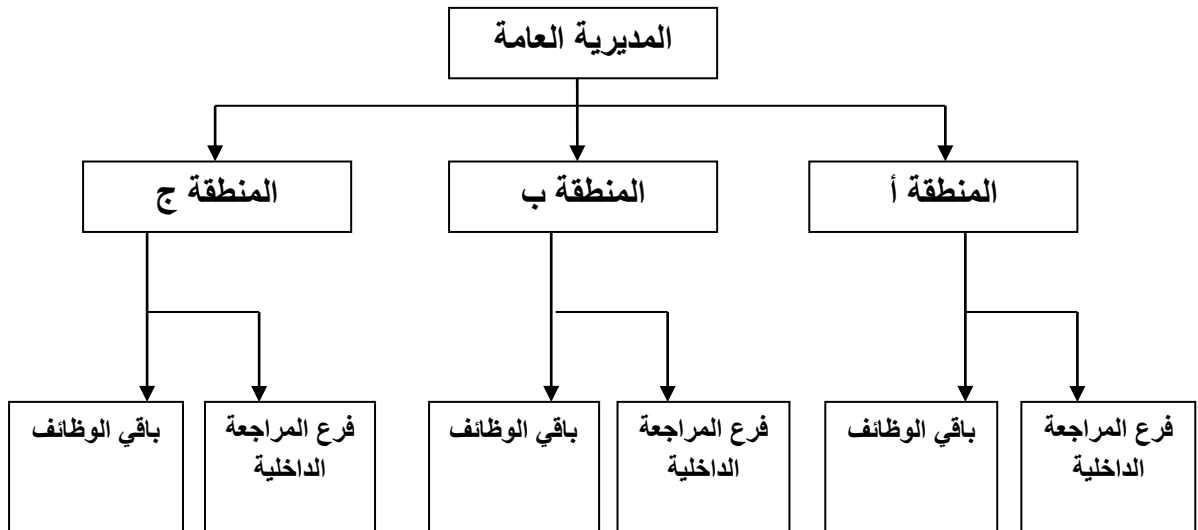 المديرية العامة
المنطقة أ
المنطقة ب
المنطقة ج
فرع المراجعة
الداخلية
باقي الوظائف
فرع المراجعة
الداخلية
باقي الوظائف
فرع المراجعة
الداخلية
باقي الوظائف